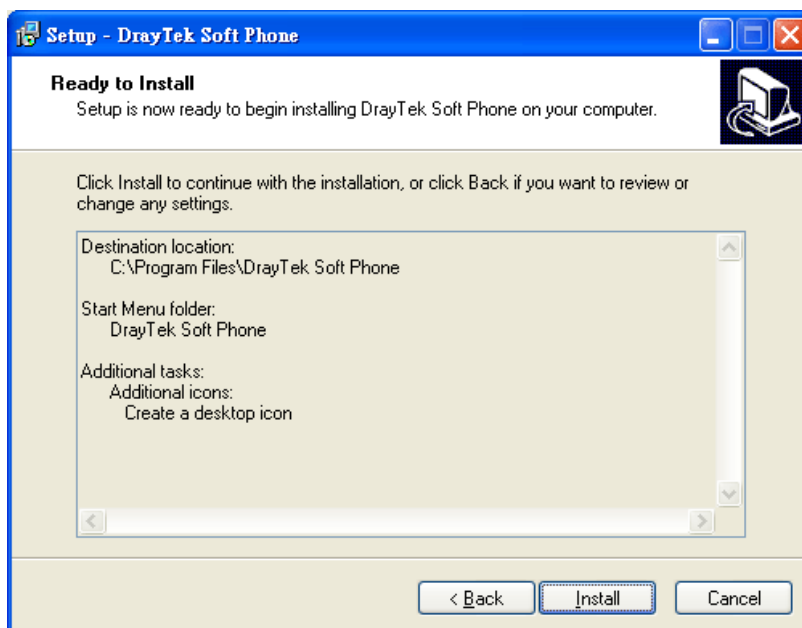 Setup - DrayTek Soft Phone
Ready to Install
Setup is now ready to begin installing DrayTek Soft Phone on your computer.
Click Install to continue with the installation, or click Back if you want to review or
change any settings.
Destination location:
C:\Program Files\DrayTek Soft Phone
Start Menu folder:
DrayTek Soft Phone
Additional tasks:
Additional icons:
Create a desktop icon
< Back
Install
Cancel